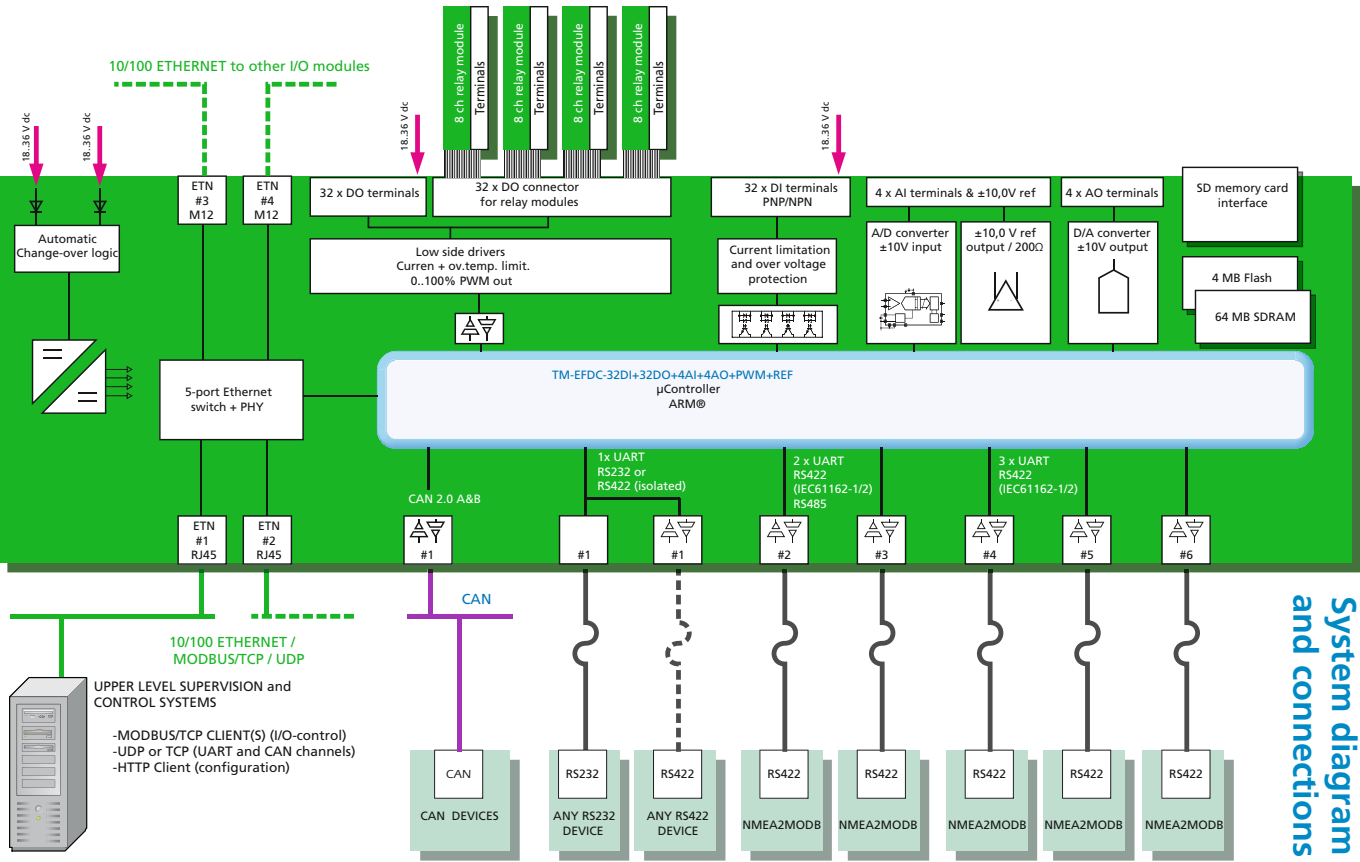 10/100 ETHERNET to other I/O modules
18..36 V dc
18..36 V dc
18..36 V dc
8 ch relay module
Terminals
8 ch relay module
Terminals
8 ch relay module
Terminals
8 ch relay module
Terminals
18..36 V dc
ETN
#3
M12
ETN
#4
M12
32 x DO terminals
32 x DO connector
for relay modules
32 x DI terminals
PNP/NPN
4 x AI terminals & ±10,0V ref
4 x AO terminals
SD memory card
interface
Automatic
Change-over logic
Low side drivers
Curren + ov.temp. limit.
0..100% PWM out
Current limitation
and over voltage
protection
A/D converter
±10V input
±10,0 V ref
output / 200Ω
D/A converter
±10V output
4 MB Flash
64 MB SDRAM
5-port Ethernet
switch + PHY
TM-EFDC-32DI+32DO+4AI+4AO+PWM+REF
µController
ARM®
CAN 2.0 A&B
1x UART
RS232 or
RS422 (isolated)
2 x UART
RS422
(IEC61162-1/2)
RS485
3 x UART
RS422
(IEC61162-1/2)
ETN
#1
RJ45
ETN
#2
RJ45
#1
#1
#1
#2
#3
#4
#5
#6
CAN
10/100 ETHERNET /
MODBUS/TCP / UDP
UPPER LEVEL SUPERVISION and
CONTROL SYSTEMS
-MODBUS/TCP CLIENT(S) (I/O-control)
-UDP or TCP (UART and CAN channels)
-HTTP Client (configuration)
CAN
CAN DEVICES
RS232
ANY RS232
DEVICE
RS422
ANY RS422
DEVICE
RS422
NMEA2MODB
RS422
NMEA2MODB
RS422
NMEA2MODB
RS422
NMEA2MODB
RS422
NMEA2MODB
System diagram
and connections